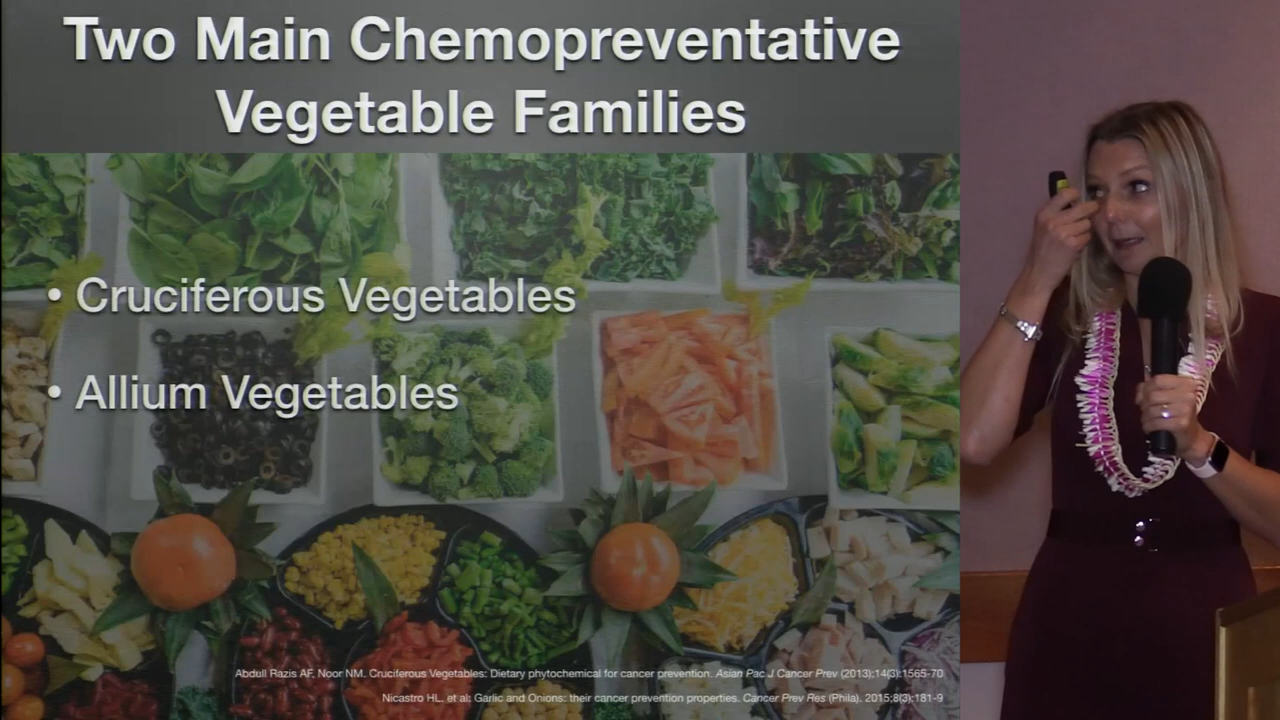 Two Main Chemopreventative
Vegetable Families
• Cruciferous Vegetables
• Allium Vegetables
Abdull Razis AF, Noor NM. Cruciferous Vegetables: Dietary phytochemical for cancer prevention. Asian Pac J Cancer Prev (2013);14(3):1565-70
Nicastro HL, et al: Garlic and Onions: their cancer prevention properties. Cancer Prev Res (Phila). 2015;8(3):181-9